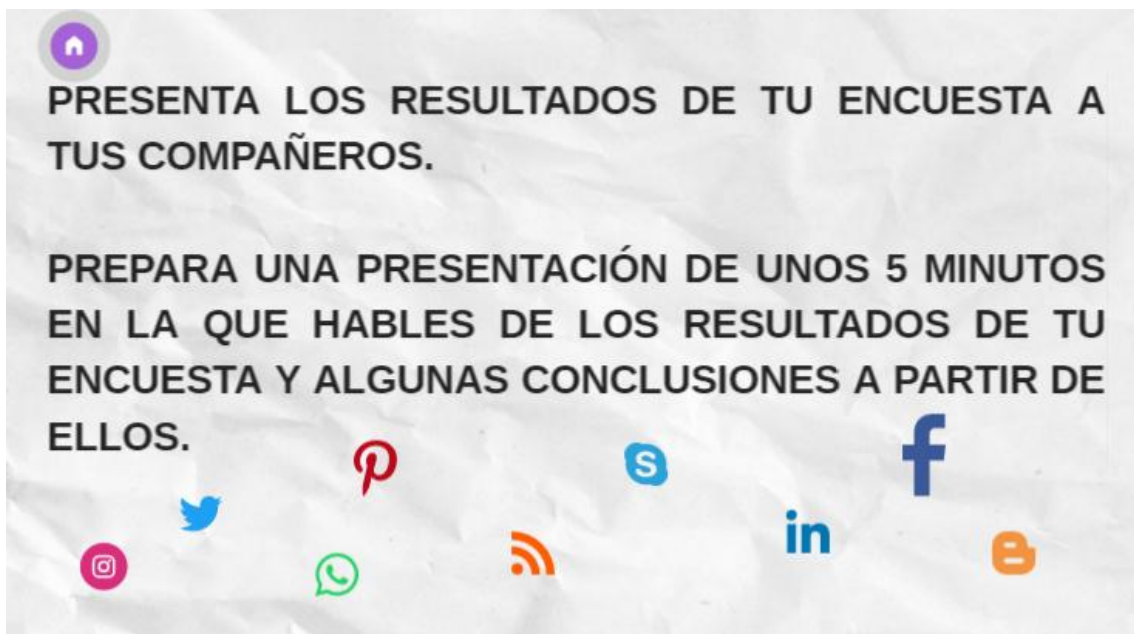 PRESENTA LOS RESULTADOS DE TU ENCUESTA A
TUS COMPAÑEROS.
PREPARA UNA PRESENTACIÓN DE UNOS 5 MINUTOS
EN LA QUE HABLES DE LOS RESULTADOS DE TU
ENCUESTA Y ALGUNAS CONCLUSIONES A PARTIR DE
ELLOS.